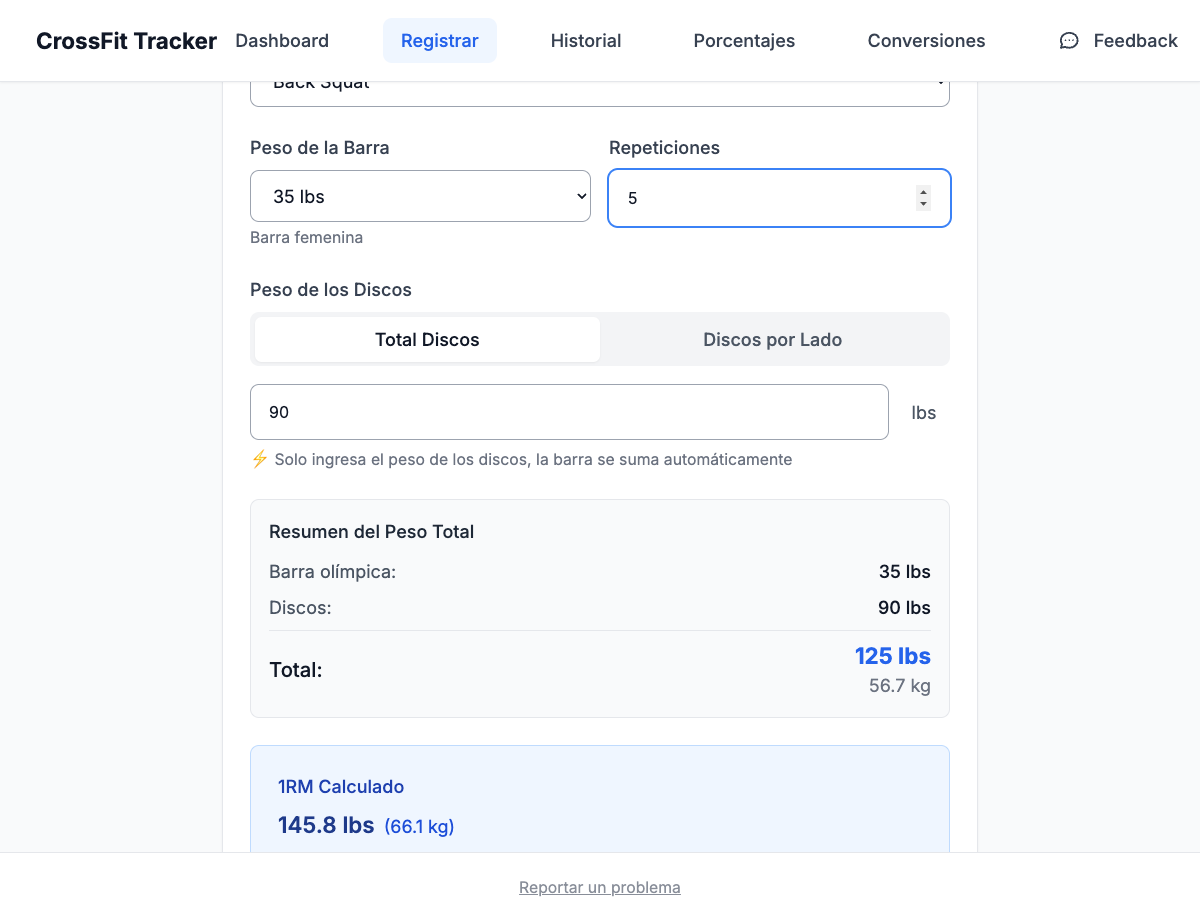 CrossFit Tracker Dashboard Registrar Historial Porcentajes Conversiones Feedback
Back Squat
Peso de la Barra Repeticiones
35 lbs 5
Barra femenina
Peso de los Discos
Total Discos Discos por Lado
90 lbs
⚡ Solo ingresa el peso de los discos, la barra se suma automáticamente
Resumen del Peso Total
Barra olímpica: 35 lbs
Discos: 90 lbs
Total: 125 lbs
56.7 kg
1RM Calculado
145.8 lbs (66.1 kg)
Reportar un problema